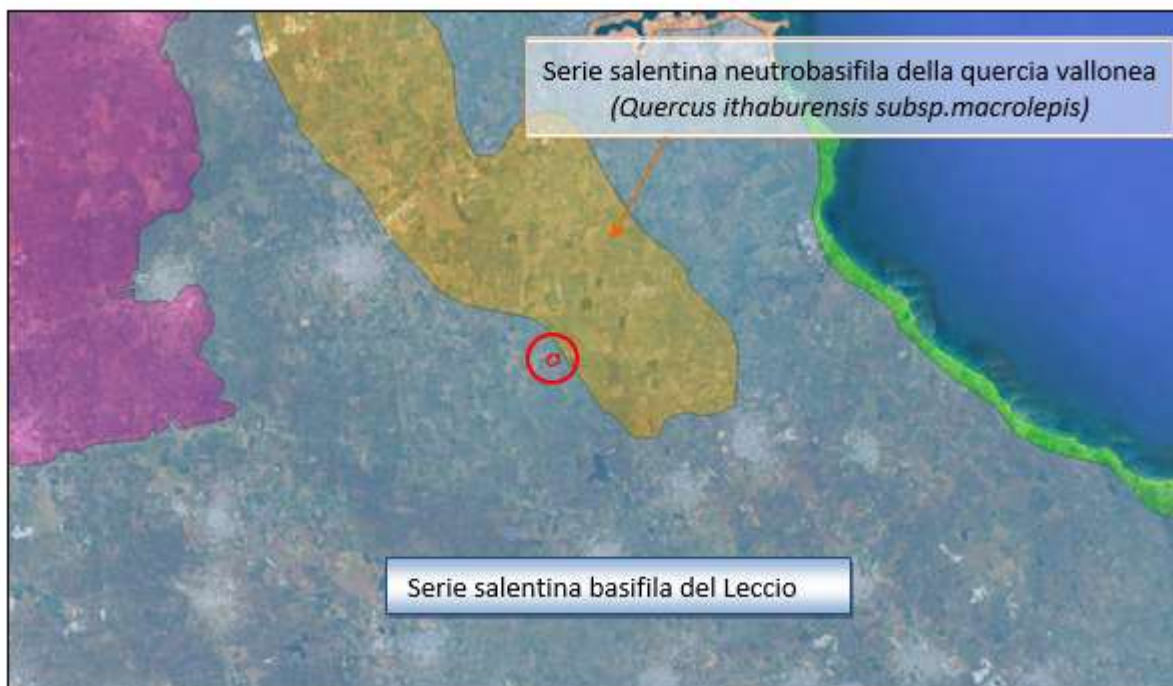 Serie salentina neutrobasifila della quercia vallonea
(Quercus ithaburensis subsp.macrolepis)
Serie salentina basifila del Leccio